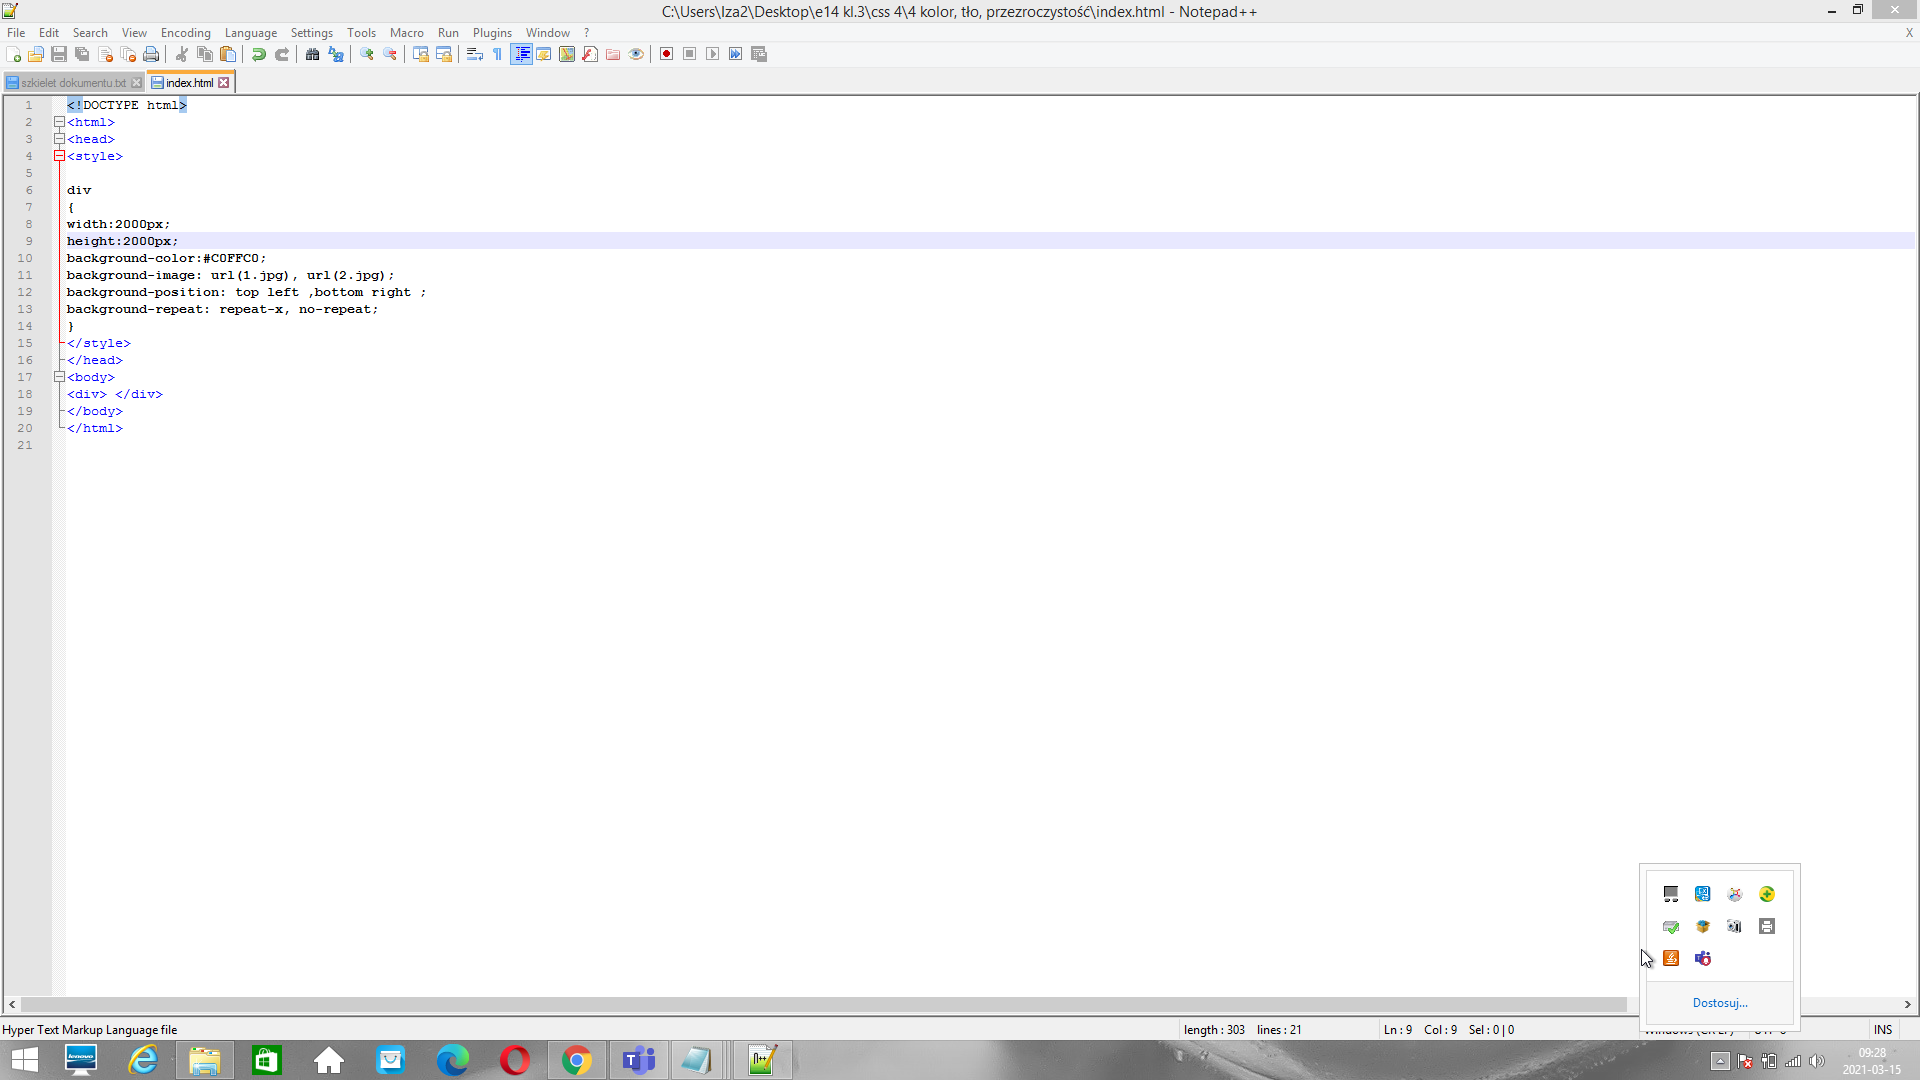 C:\Users\Iza2\Desktop\e14 kl.3\css 4\4 kolor, tło, przezroczystość\index.html - Notepad++
File Edit Search View Encoding Language Settings Tools Macro Run Plugins Window ? X
szkielet dokumentu.txt index.html
1 <!DOCTYPE html>
2 <html>
3 <head>
4 <style>
5
6 div
7 {
8 width:2000px;
9 height:2000px;
10 background-color:#C0FFC0;
11 background-image: url(1.jpg), url(2.jpg);
12 background-position: top left ,bottom right ;
13 background-repeat: repeat-x, no-repeat;
14 }
15 </style>
16 </head>
17 <body>
18 <div> </div>
19 </body>
20 </html>
21
Dostosuj...
Hyper Text Markup Language file length : 303 lines : 21 Ln : 9 Col : 9 Sel : 0 | 0 INS
09:28
2021-03-15